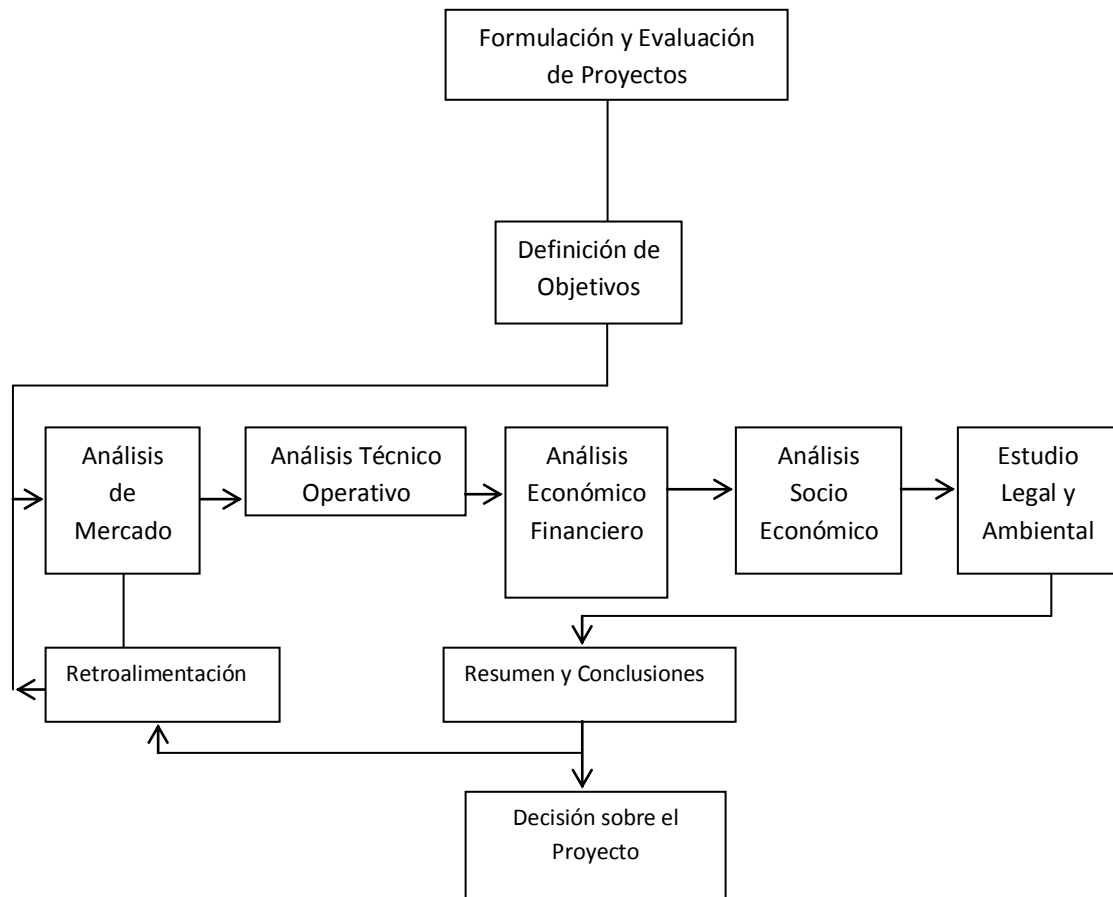 Formulación y Evaluación
de Proyectos
Definición de
Objetivos
Análisis
de
Mercado
Análisis Técnico
Operativo
Análisis
Económico
Financiero
Análisis
Socio
Económico
Estudio
Legal y
Ambiental
Retroalimentación
Resumen y Conclusiones
Decisión sobre el
Proyecto